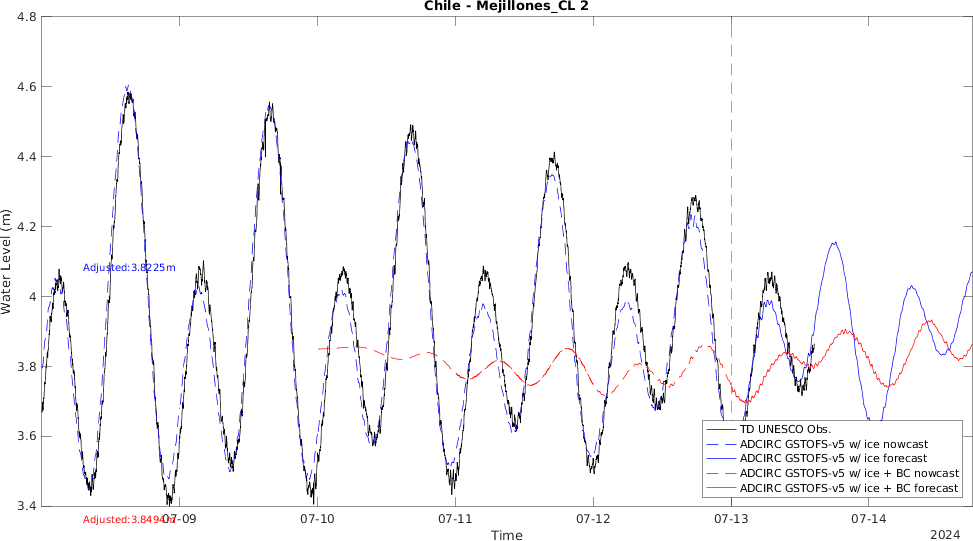 Chile - Mejillones_CL 2
4.8
4.6
4.4
4.2
4
3.8
3.6
3.4
Water Level (m)
Adjusted:3.8225m
Adjusted:3.8494m
TD UNESCO Obs.
ADCIRC GSTOFS-v5 w/ ice nowcast
ADCIRC GSTOFS-v5 w/ ice forecast
ADCIRC GSTOFS-v5 w/ ice + BC nowcast
ADCIRC GSTOFS-v5 w/ ice + BC forecast
07-09
07-10
07-11
07-12
07-13
07-14
Time
2024